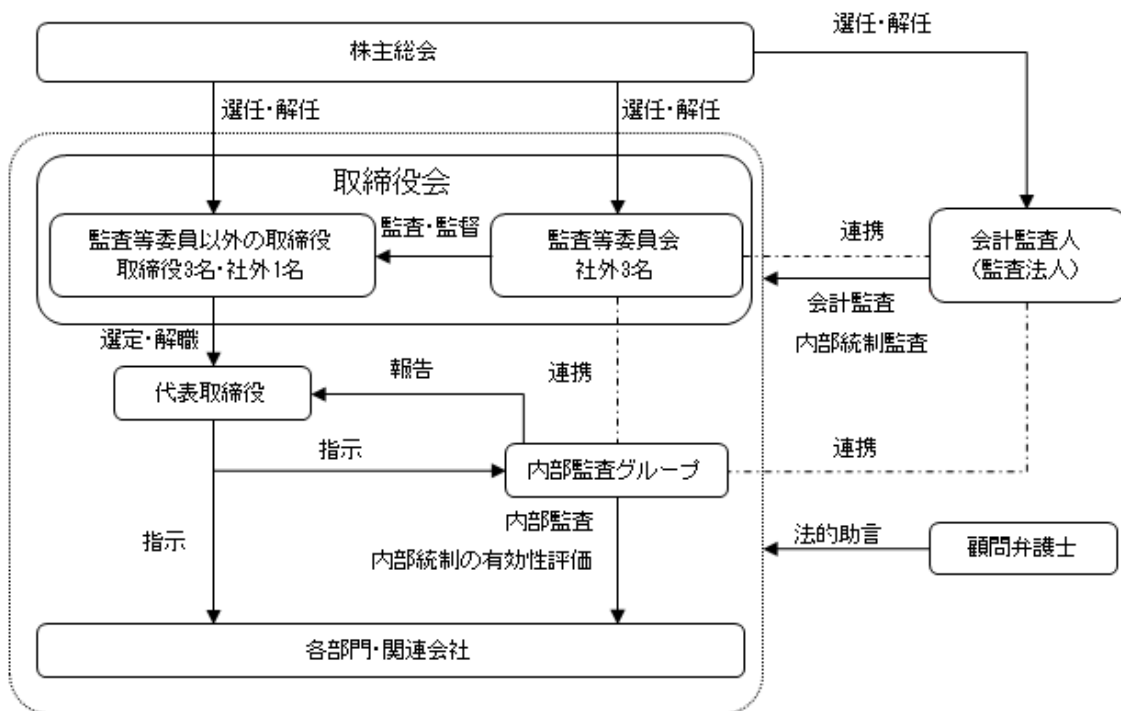 選任・解任
株主総会
選任・解任
選任・解任
取締役会
監査等委員以外の取締役
取締役3名・社外1名
監査・監督
監査等委員会
社外3名
連携
会計監査人
（監査法人）
会計監査
内部統制監査
選定・解職
代表取締役
報告
連携
指示
内部監査グループ
連携
指示
内部監査
内部統制の有効性評価
法的助言
顧問弁護士
各部門・関連会社